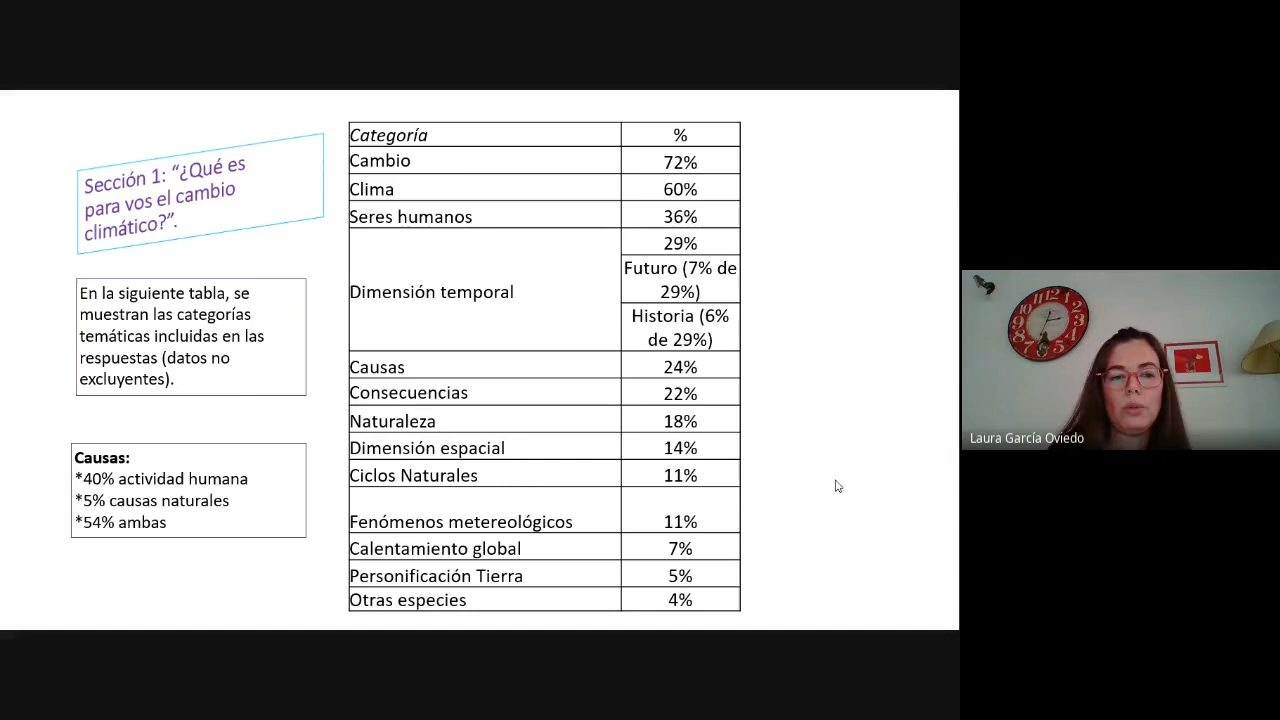 Sección 1: “¿Qué es
para vos el cambio
climático?”.
En la siguiente tabla, se
muestran las categorías
temáticas incluidas en las
respuestas (datos no
excluyentes).
Causas:
*40% actividad humana
*5% causas naturales
*54% ambas
Categoría %
Cambio 72%
Clima 60%
Seres humanos 36%
Dimensión temporal 29%
Futuro (7% de
29%)
Historia (6%
de 29%)
Causas 24%
Consecuencias 22%
Naturaleza 18%
Dimensión espacial 14%
Ciclos Naturales 11%
Fenómenos metereológicos 11%
Calentamiento global 7%
Personificación Tierra 5%
Otras especies 4%
Laura García Oviedo